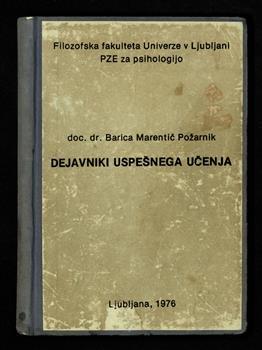 Filozofska fakulteta Univerze v Ljubljani
PZE za psihologijo
doc. dr. Barica Marentič Požarnik
DEJAVNIKI USPEŠNEGA UČENJA
Ljubljana, 1976